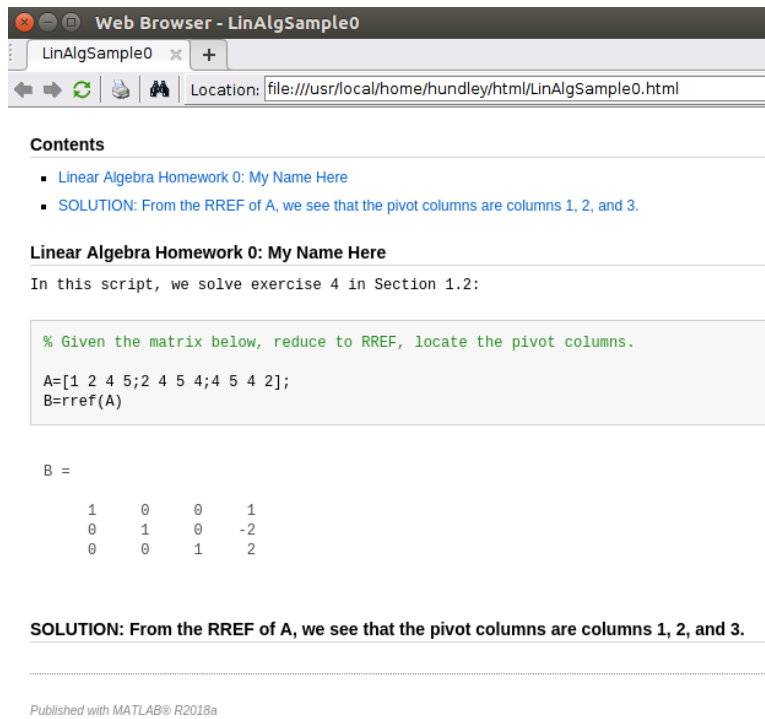 Web Browser - LinAlgSample0
LinAlgSample0
Location: file:///usr/local/home/hundley/html/LinAlgSample0.html
Contents
Linear Algebra Homework 0: My Name Here
SOLUTION: From the RREF of A, we see that the pivot columns are columns 1, 2, and 3.
Linear Algebra Homework 0: My Name Here
In this script, we solve exercise 4 in Section 1.2:
% Given the matrix below, reduce to RREF, locate the pivot columns.
A=[1 2 4 5;2 4 5 4;4 5 4 2];
B=rref(A)
B =
1 0 0 1
0 1 0 -2
0 0 1 2
SOLUTION: From the RREF of A, we see that the pivot columns are columns 1, 2, and 3.
Published with MATLAB® R2018a